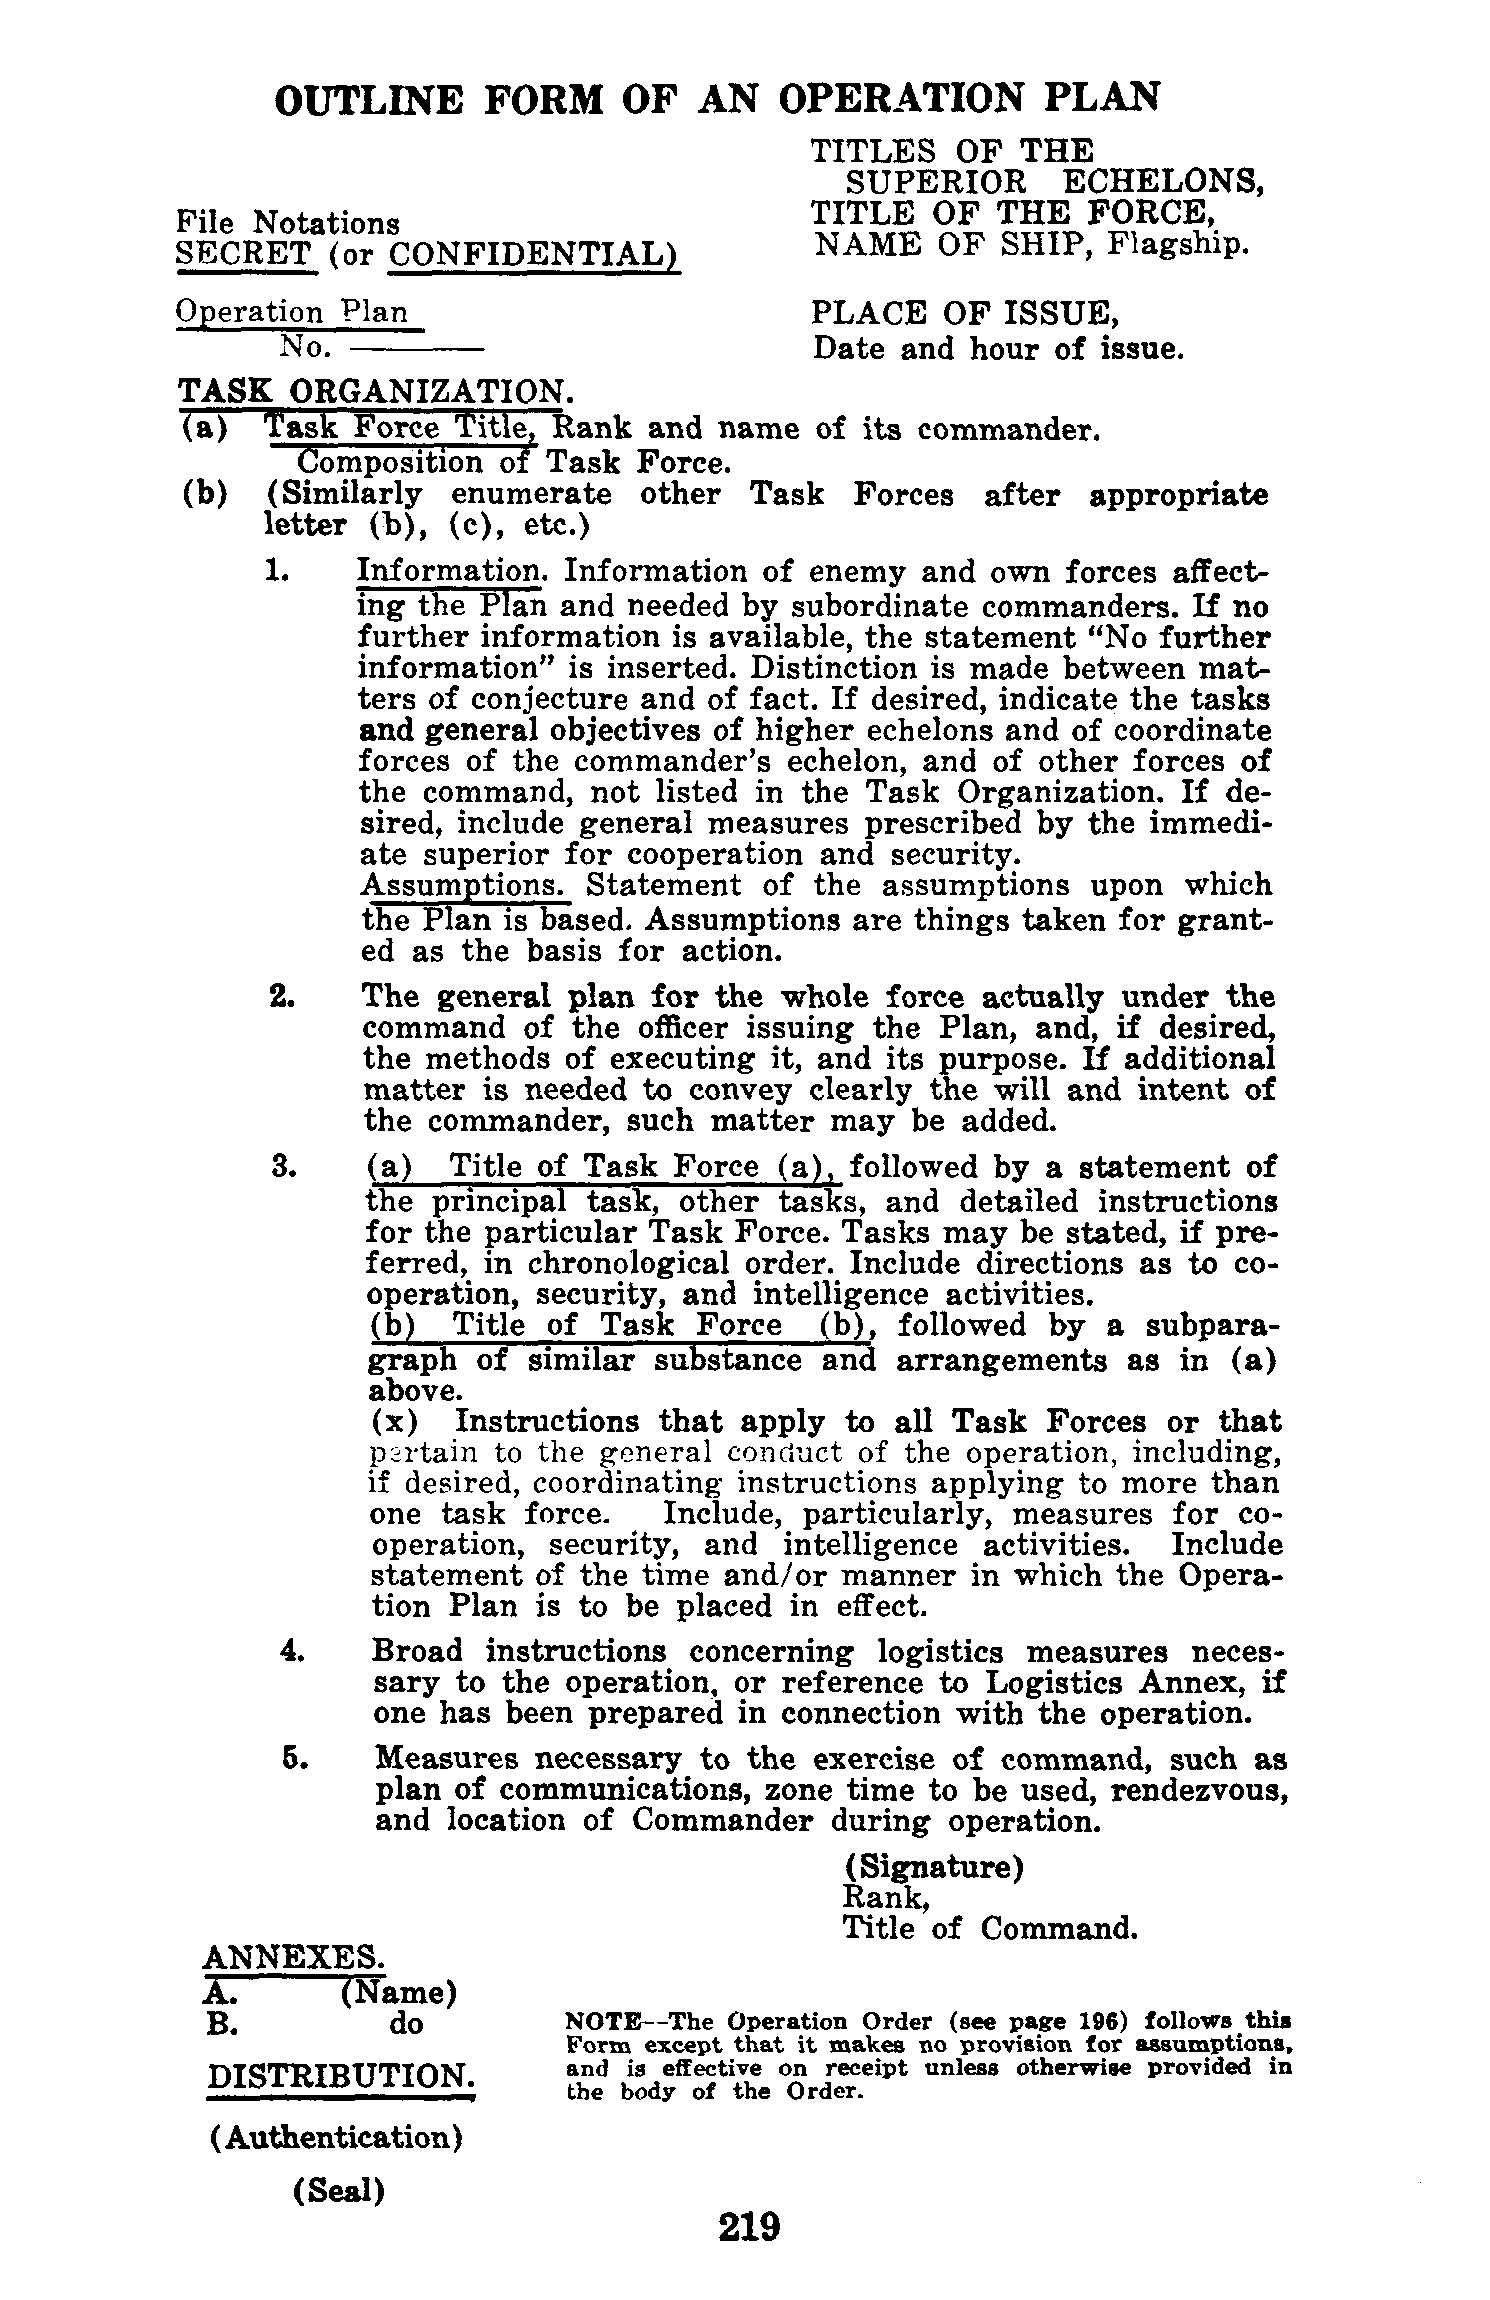 OUTLINE FORM OF AN OPERATION PLAN
TITLES OF THE
SUPERIOR ECHELONS,
File Notations
TITLE OF THE FORCE,
SECRET (or CONFIDENTIAL)
NAME OF SHIP, Flagship.
Operation Plan
PLACE OF ISSUE,
No. ———
Date and hour of issue.
TASK ORGANIZATION.
(a) Task Force Title, Rank and name of its commander.
Composition of Task Force.
(b) (Similarly enumerate other Task Forces after appropriate
letter (b), (c), etc.)
1. Information. Information of enemy and own forces affect-
ing the Plan and needed by subordinate commanders. If no
further information is available, the statement “No further
information” is inserted. Distinction is made between mat-
ters of conjecture and of fact. If desired, indicate the tasks
and general objectives of higher echelons and of coordinate
forces of the commander’s echelon, and of other forces of
the command, not listed in the Task Organization. If de-
sired, include general measures prescribed by the immedi-
ate superior for cooperation and security.
Assumptions. Statement of the assumptions upon which
the Plan is based. Assumptions are things taken for grant-
ed as the basis for action.
2. The general plan for the whole force actually under the
command of the officer issuing the Plan, and, if desired,
the methods of executing it, and its purpose. If additional
matter is needed to convey clearly the will and intent of
the commander, such matter may be added.
3. (a) Title of Task Force (a), followed by a statement of
the principal task, other tasks, and detailed instructions
for the particular Task Force. Tasks may be stated, if pre-
ferred, in chronological order. Include directions as to co-
operation, security, and intelligence activities.
(b) Title of Task Force (b), followed by a subpara-
graph of similar substance and arrangements as in (a)
above.
(x) Instructions that apply to all Task Forces or that
pertain to the general conduct of the operation, including,
if desired, coordinating instructions applying to more than
one task force. Include, particularly, measures for co-
operation, security, and intelligence activities. Include
statement of the time and/or manner in which the Opera-
tion Plan is to be placed in effect.
4. Broad instructions concerning logistics measures neces-
sary to the operation, or reference to Logistics Annex, if
one has been prepared in connection with the operation.
5. Measures necessary to the exercise of command, such as
plan of communications, zone time to be used, rendezvous,
and location of Commander during operation.
(Signature)
Rank,
Title of Command.
ANNEXES.
A. (Name)
B. do
DISTRIBUTION.
NOTE--The Operation Order (see page 196) follows this
Form except that it makes no provision for assumptions,
and is effective on receipt unless otherwise provided in
the body of the Order.
(Authentication)
(Seal)
219